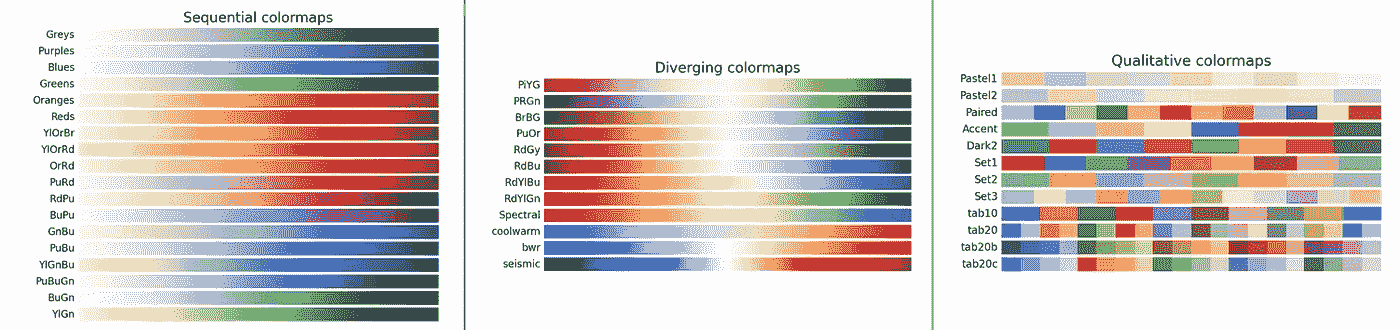 Sequential colormaps
Greys
Purples
Blues
Greens
Oranges
Reds
YlOrBr
YlOrRd
OrRd
PuRd
RdPu
BuPu
GnBu
PuBu
YlGnBu
PuBuGn
BuGn
YlGn
Diverging colormaps
PiYG
PRGn
BrBG
PuOr
RdGy
RdBu
RdYlBu
RdYlGn
Spectral
coolwarm
bwr
seismic
Qualitative colormaps
Pastel1
Pastel2
Paired
Accent
Dark2
Set1
Set2
Set3
tab10
tab20
tab20b
tab20c